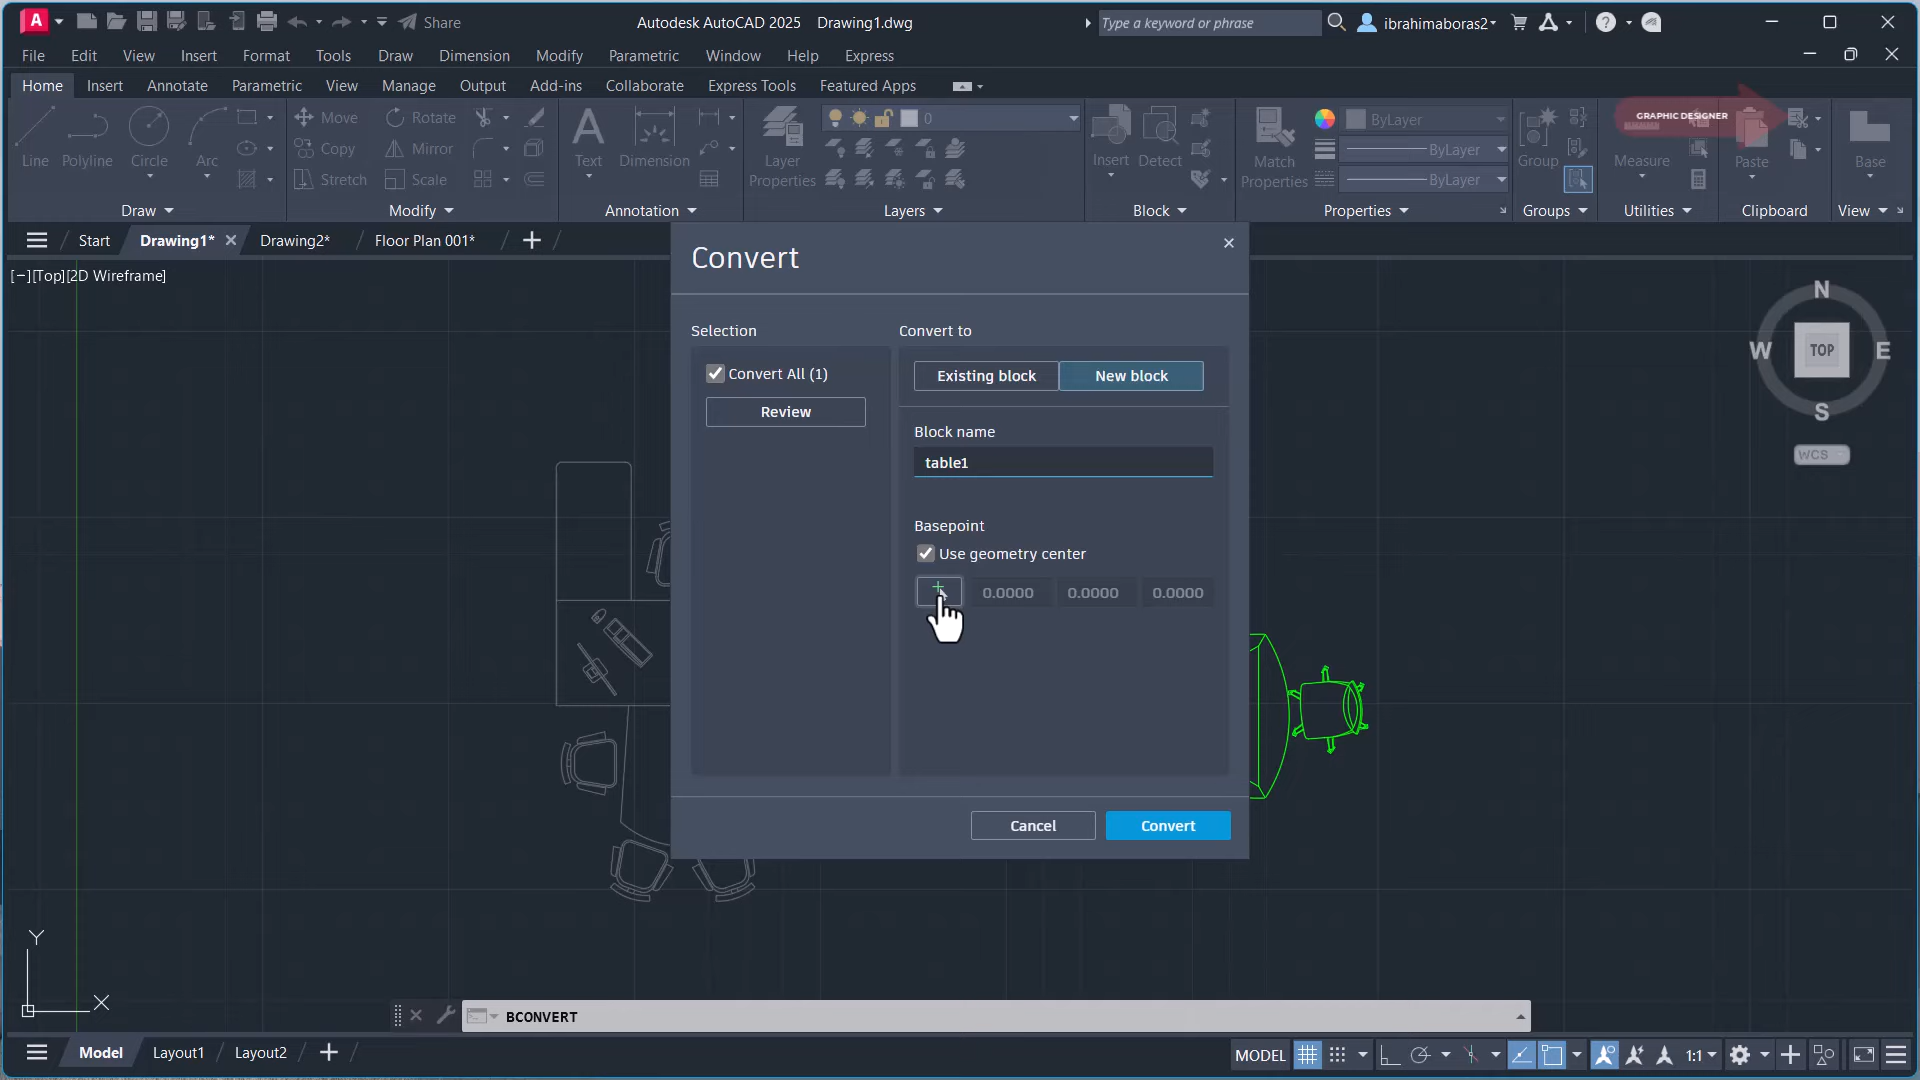 A Share Autodesk AutoCAD 2025 Drawing1.dwg Type a keyword or phrase ibrahimaboras2
File Edit View Insert Format Tools Draw Dimension Modify Parametric Window Help Express
Home Insert Annotate Parametric View Manage Output Add-ins Collaborate Express Tools Featured Apps
Line Polyline Circle Arc Move Rotate Copy Mirror Stretch Scale Text Dimension
Layer Properties 0 Insert Detect Match Properties ByLayer ByLayer ByLayer
Group Measure Paste Base
GRAPHIC DESIGNER
Draw Modify Annotation Layers Block Properties Groups Utilities Clipboard View
Start Drawing1* Drawing2* Floor Plan 001*
[−][Top][2D Wireframe]
N
W TOP E
S
WCS
Convert
Selection
Convert All (1)
Review
Convert to
Existing block New block
Block name
table1
Basepoint
Use geometry center
0.0000 0.0000 0.0000
Cancel Convert
Y
X
BCONVERT
Model Layout1 Layout2
MODEL 1:1